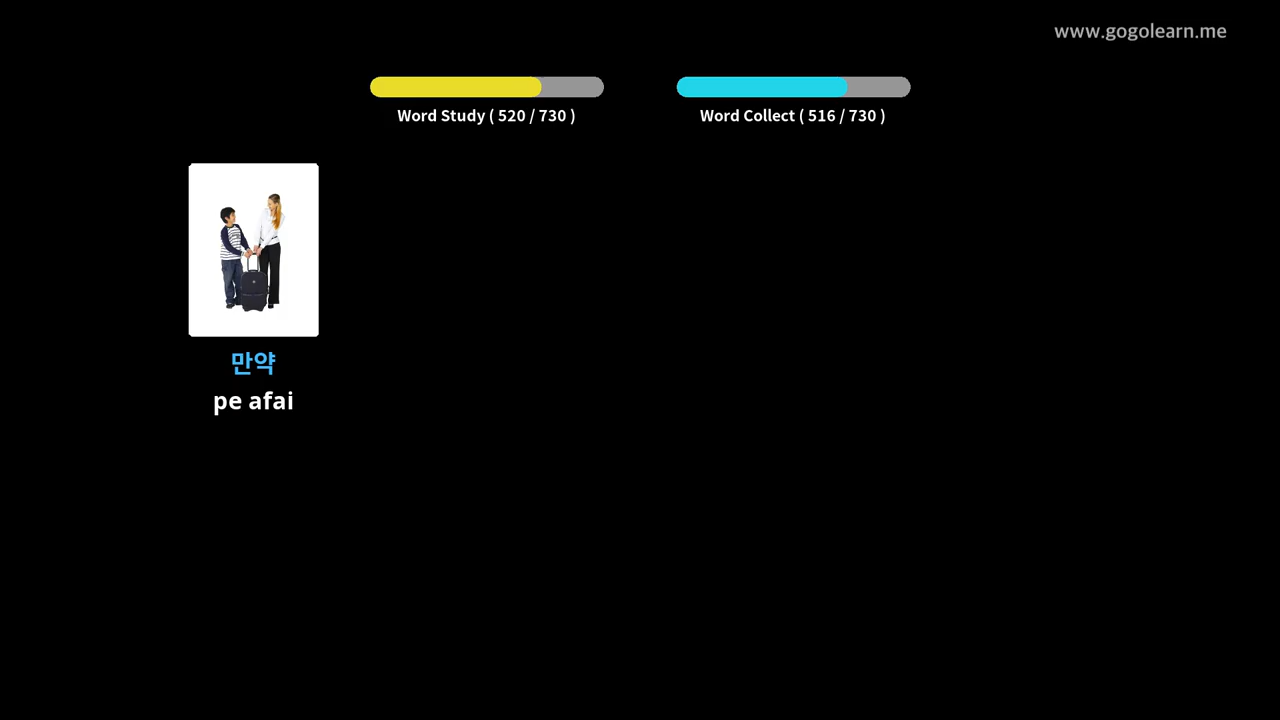 www.gogolearn.me
Word Study ( 520 / 730 )
Word Collect ( 516 / 730 )
만약
pe afai